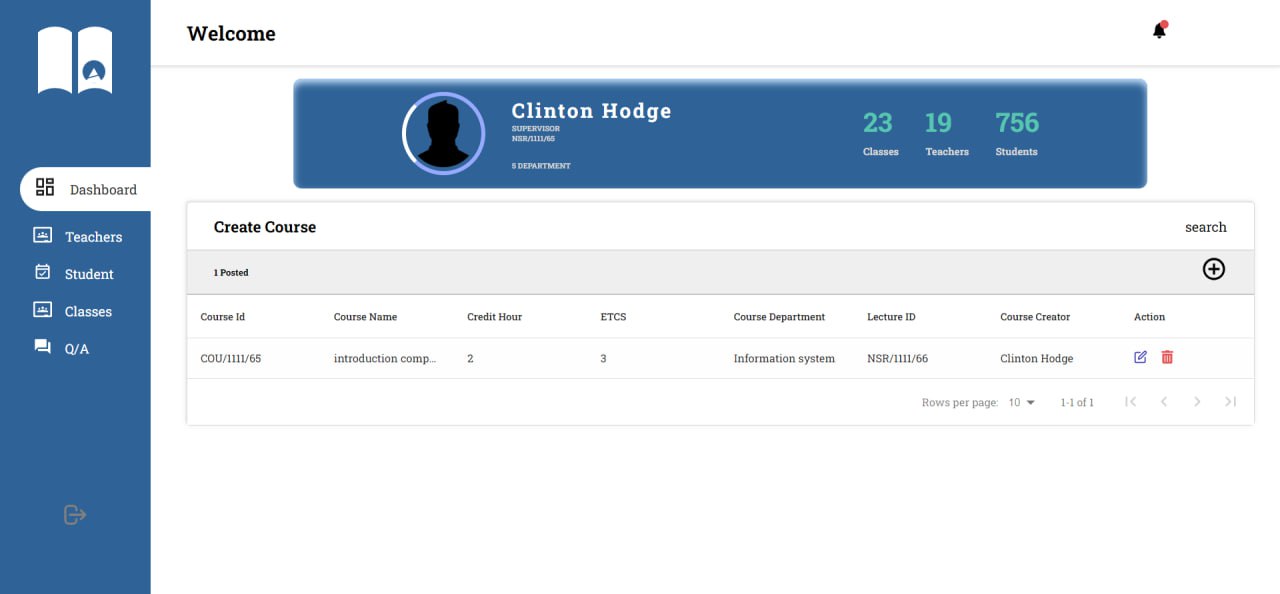 Welcome
Clinton Hodge
SUPERVISOR
NSR/1111/65
5 DEPARTMENT
23 19 756
Classes Teachers Students
Dashboard
Teachers
Student
Classes
Q/A
Create Course search
1 Posted
Course Id Course Name Credit Hour ETCS Course Department Lecture ID Course Creator Action
COU/1111/65 introduction comp... 2 3 Information system NSR/1111/66 Clinton Hodge
Rows per page: 10 1-1 of 1